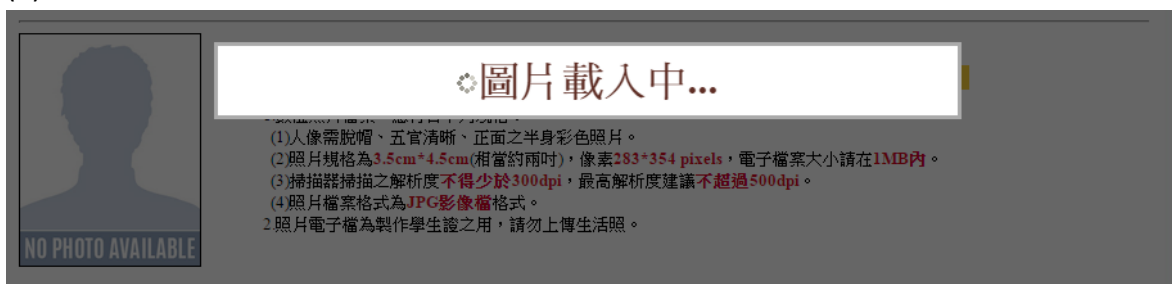 圖片載入中...
(1)人像需脫帽、五官清晰、正面之半身彩色照片。
(2)照片規格為3.5cm*4.5cm(相當約兩吋)，像素283*354 pixels，電子檔案大小請在1MB內。
(3)掃描器掃描之解析度不得少於300dpi，最高解析度建議不超過500dpi。
(4)照片檔案格式為JPG影像檔格式。
2.照片電子檔為製作學生證之用，請勿上傳生活照。
NO PHOTO AVAILABLE